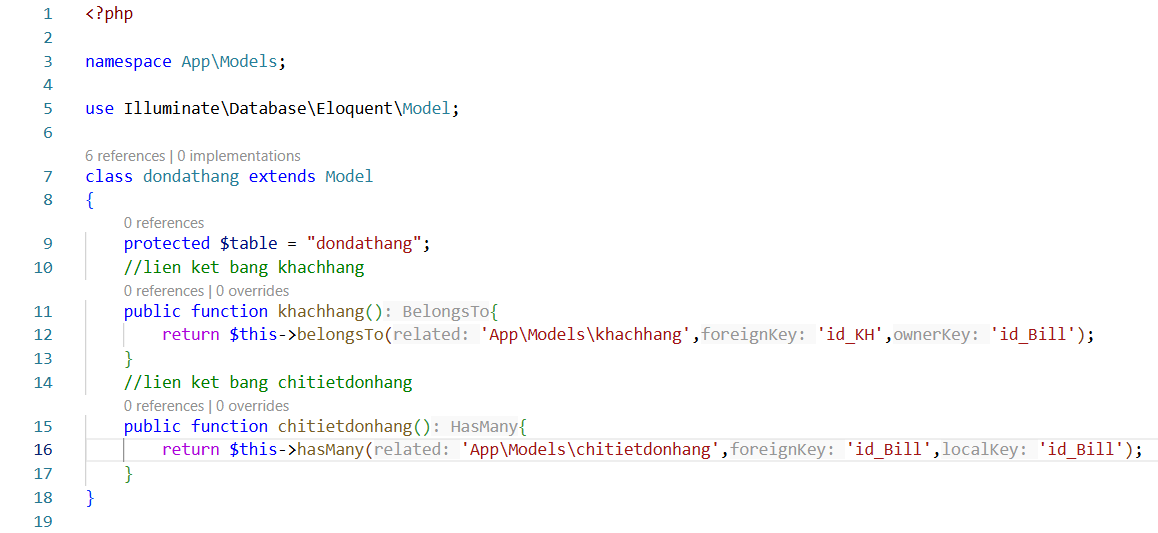 1 <?php
2
3 namespace App\Models;
4
5 use Illuminate\Database\Eloquent\Model;
6
6 references | 0 implementations
7 class dondathang extends Model
8 {
0 references
9 protected $table = "dondathang";
10 //lien ket bang khachhang
0 references | 0 overrides
11 public function khachhang(): BelongsTo{
12 return $this->belongsTo(related: 'App\Models\khachhang',foreignKey: 'id_KH',ownerKey: 'id_Bill');
13 }
14 //lien ket bang chitietdonhang
0 references | 0 overrides
15 public function chitietdonhang(): HasMany{
16 return $this->hasMany(related: 'App\Models\chitietdonhang',foreignKey: 'id_Bill',localKey: 'id_Bill');
17 }
18 }
19